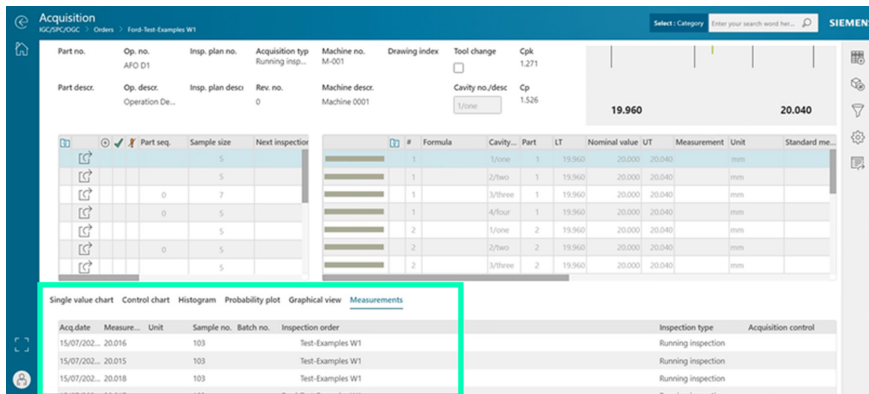 Acquisition
IGC/SPC/OGC > Orders > Ford-Test-Examples W1
Select : Category Enter your search word her... SIEMENS
Part no. Op. no. Insp. plan no. Acquisition typ Machine no. Drawing index Tool change Cpk
AFO D1 Running insp... M-001 1.271
Part descr. Op. descr. Insp. plan descr Rev. no. Machine descr. Cavity no./desc Cp
Operation De... 0 Machine 0001 1/one 1.526
19.960 20.040
Part seq. Sample size Next inspection # Formula Cavity... Part LT Nominal value UT Measurement Unit Standard me...
5 1 1/one 1 19.960 20.000 20.040 mm
5 1 2/two 1 19.960 20.000 20.040 mm
0 7 1 3/three 1 19.960 20.000 20.040 mm
0 5 1 4/four 1 19.960 20.000 20.040 mm
5 2 1/one 2 19.960 20.000 20.040 mm
0 5 2 2/two 2 19.960 20.000 20.040 mm
5 2 3/three 2 19.960 20.000 20.040 mm
Single value chart Control chart Histogram Probability plot Graphical view Measurements
Acq.date Measure... Unit Sample no. Batch no. Inspection order Inspection type Acquisition control
15/07/202... 20.016 103 Test-Examples W1 Running inspection
15/07/202... 20.015 103 Test-Examples W1 Running inspection
15/07/202... 20.018 103 Test-Examples W1 Running inspection